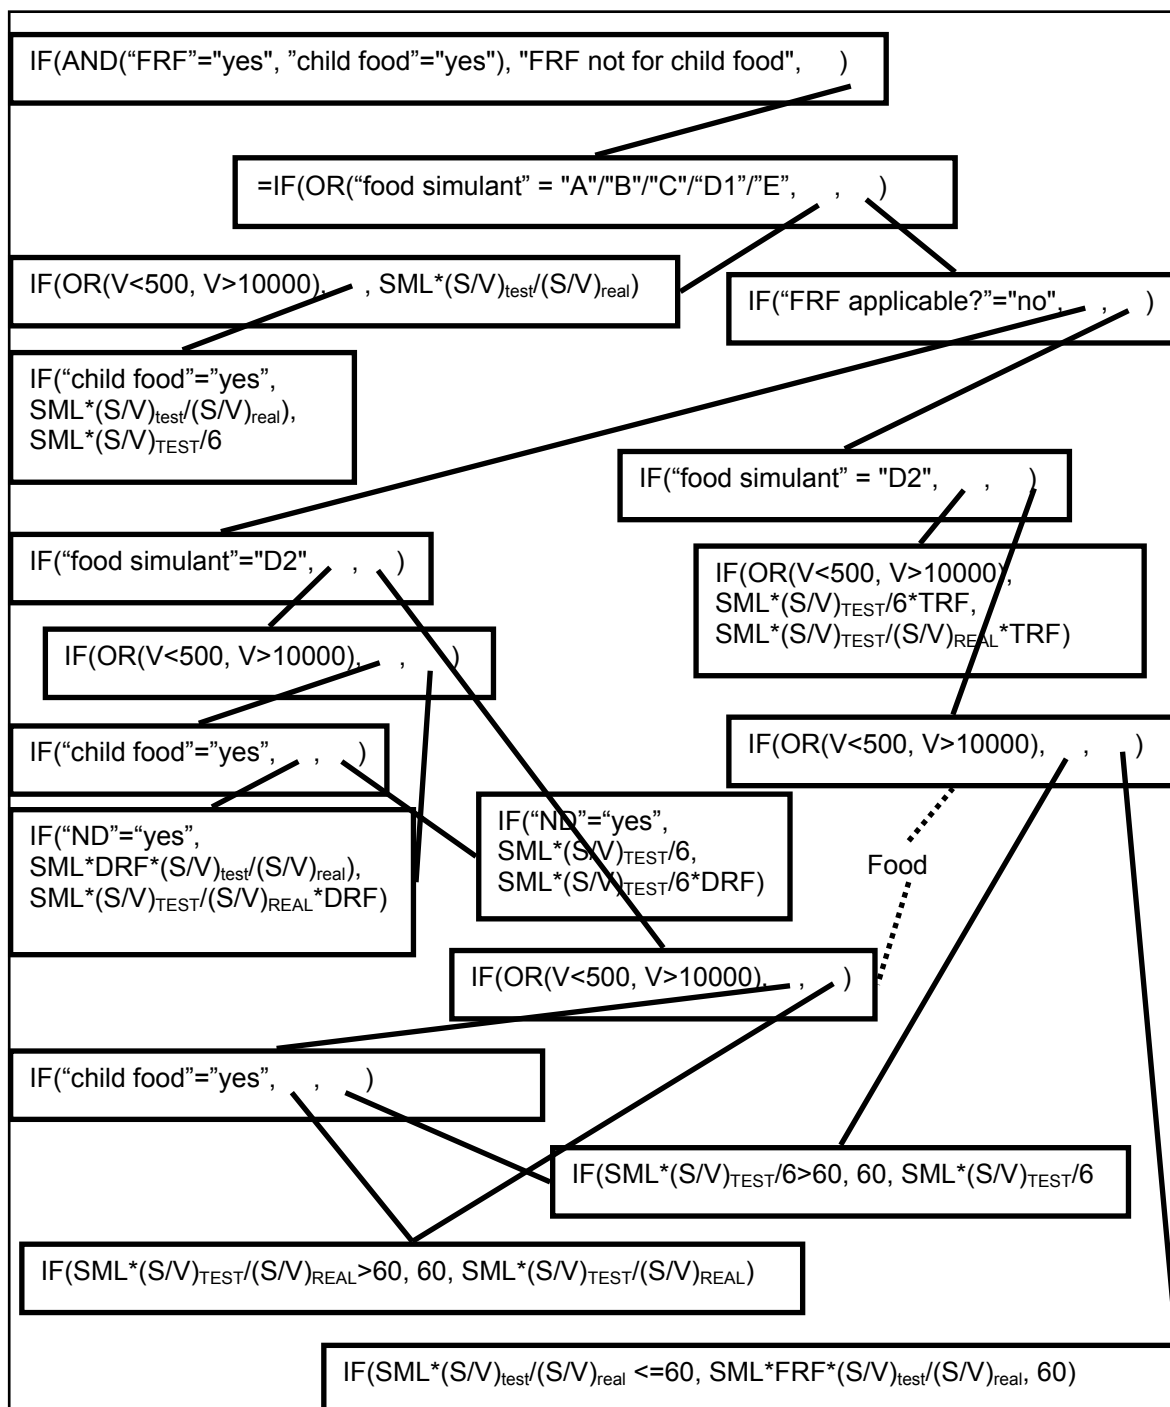 IF(AND(“FRF”="yes", ”child food”="yes"), "FRF not for child food", )
=IF(OR(“food simulant” = "A"/"B"/"C"/“D1”/”E”, , )
IF(OR(V<500, V>10000), , SML*(S/V)test/(S/V)real)
IF(“FRF applicable?”="no", , )
IF(“child food”=”yes”,
SML*(S/V)test/(S/V)real),
SML*(S/V)TEST/6
IF(“food simulant” = "D2", , )
IF(“food simulant”="D2", , )
IF(OR(V<500, V>10000),
SML*(S/V)TEST/6*TRF,
SML*(S/V)TEST/(S/V)REAL*TRF)
IF(OR(V<500, V>10000), , )
IF(“child food”=”yes”, , )
IF(OR(V<500, V>10000), , )
IF(“ND”=“yes”,
SML*DRF*(S/V)test/(S/V)real),
SML*(S/V)TEST/(S/V)REAL*DRF)
IF(“ND”=“yes”,
SML*(S/V)TEST/6,
SML*(S/V)TEST/6*DRF)
Food
IF(OR(V<500, V>10000), , )
IF(“child food”=”yes”, , )
IF(SML*(S/V)TEST/6>60, 60, SML*(S/V)TEST/6
IF(SML*(S/V)TEST/(S/V)REAL>60, 60, SML*(S/V)TEST/(S/V)REAL)
IF(SML*(S/V)test/(S/V)real <=60, SML*FRF*(S/V)test/(S/V)real, 60)